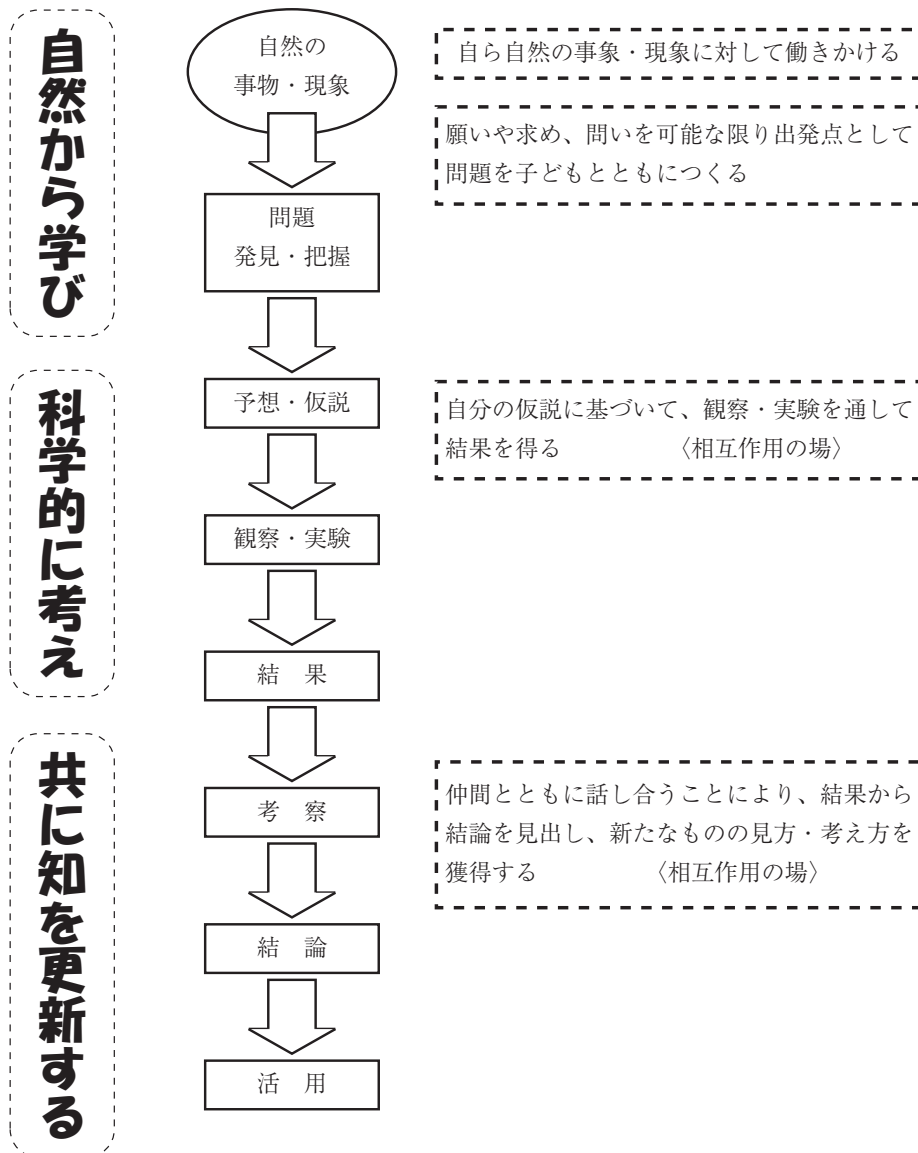 自然から学び
自然の
事物・現象
自ら自然の事象・現象に対して働きかける
願いや求め、問いを可能な限り出発点として
問題を子どもとともにつくる
問題
発見・把握
科学的に考え
予想・仮説
自分の仮説に基づいて、観察・実験を通して
結果を得る　　　　〈相互作用の場〉
観察・実験
結　果
共に知を更新する
考　察
仲間とともに話し合うことにより、結果から
結論を見出し、新たなものの見方・考え方を
獲得する　　　　〈相互作用の場〉
結　論
活　用